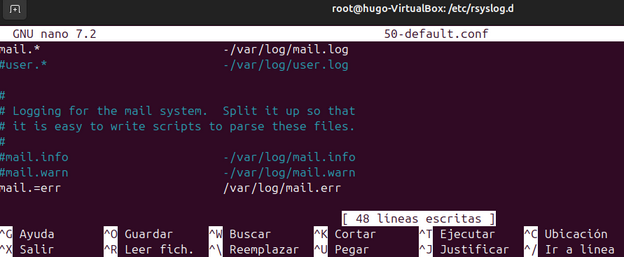 root@hugo-VirtualBox: /etc/rsyslog.d
GNU nano 7.2 50-default.conf
mail.* -/var/log/mail.log
#user.* -/var/log/user.log
#
# Logging for the mail system. Split it up so that
# it is easy to write scripts to parse these files.
#
#mail.info -/var/log/mail.info
#mail.warn -/var/log/mail.warn
mail.=err /var/log/mail.err
[ 48 líneas escritas ]
^G Ayuda ^O Guardar ^W Buscar ^K Cortar ^T Ejecutar ^C Ubicación
^X Salir ^R Leer fich. ^\ Reemplazar ^U Pegar ^J Justificar ^/ Ir a línea